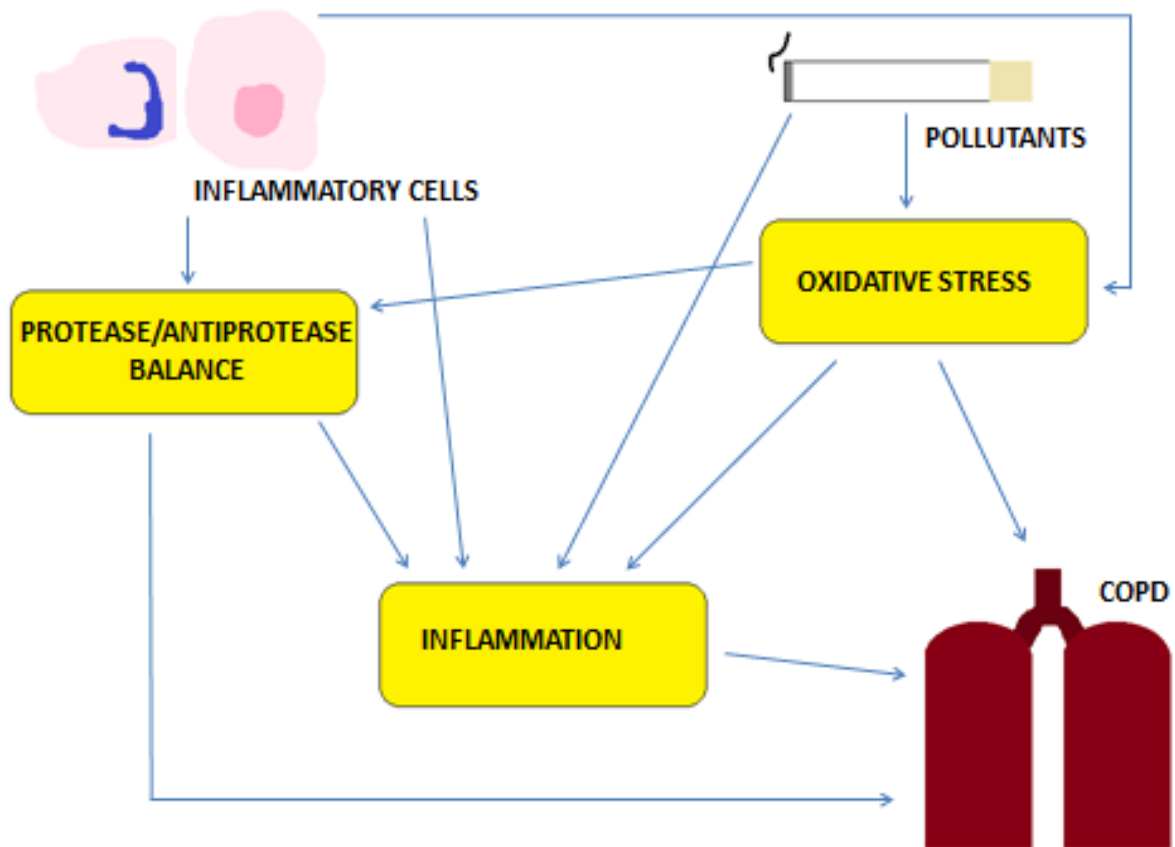 POLLUTANTS
INFLAMMATORY CELLS
OXIDATIVE STRESS
PROTEASE/ANTIPROTEASE
BALANCE
COPD
INFLAMMATION